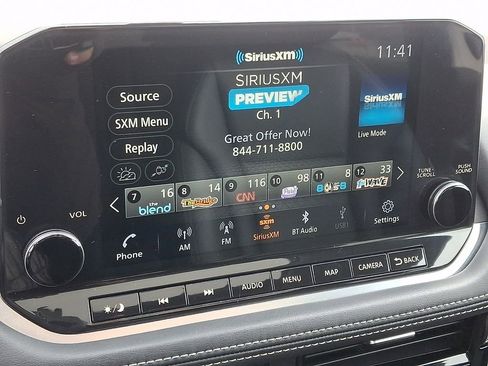 ((SiriusXM))
11:41
SIRIUSXM
PREVIEW
Ch. 1
Great Offer Now!
844-711-8800
Source
SXM Menu
Replay
SiriusXM
Live Mode
7 16 the blend
8 14
9 116 CNN
10 98
11 8
12 33
TUNE·
SCROLL
PUSH
SOUND
VOL
Phone
AM
FM
sxm
SiriusXM
BT Audio
USB1
Settings
AUDIO
MENU
MAP
CAMERA
BACK